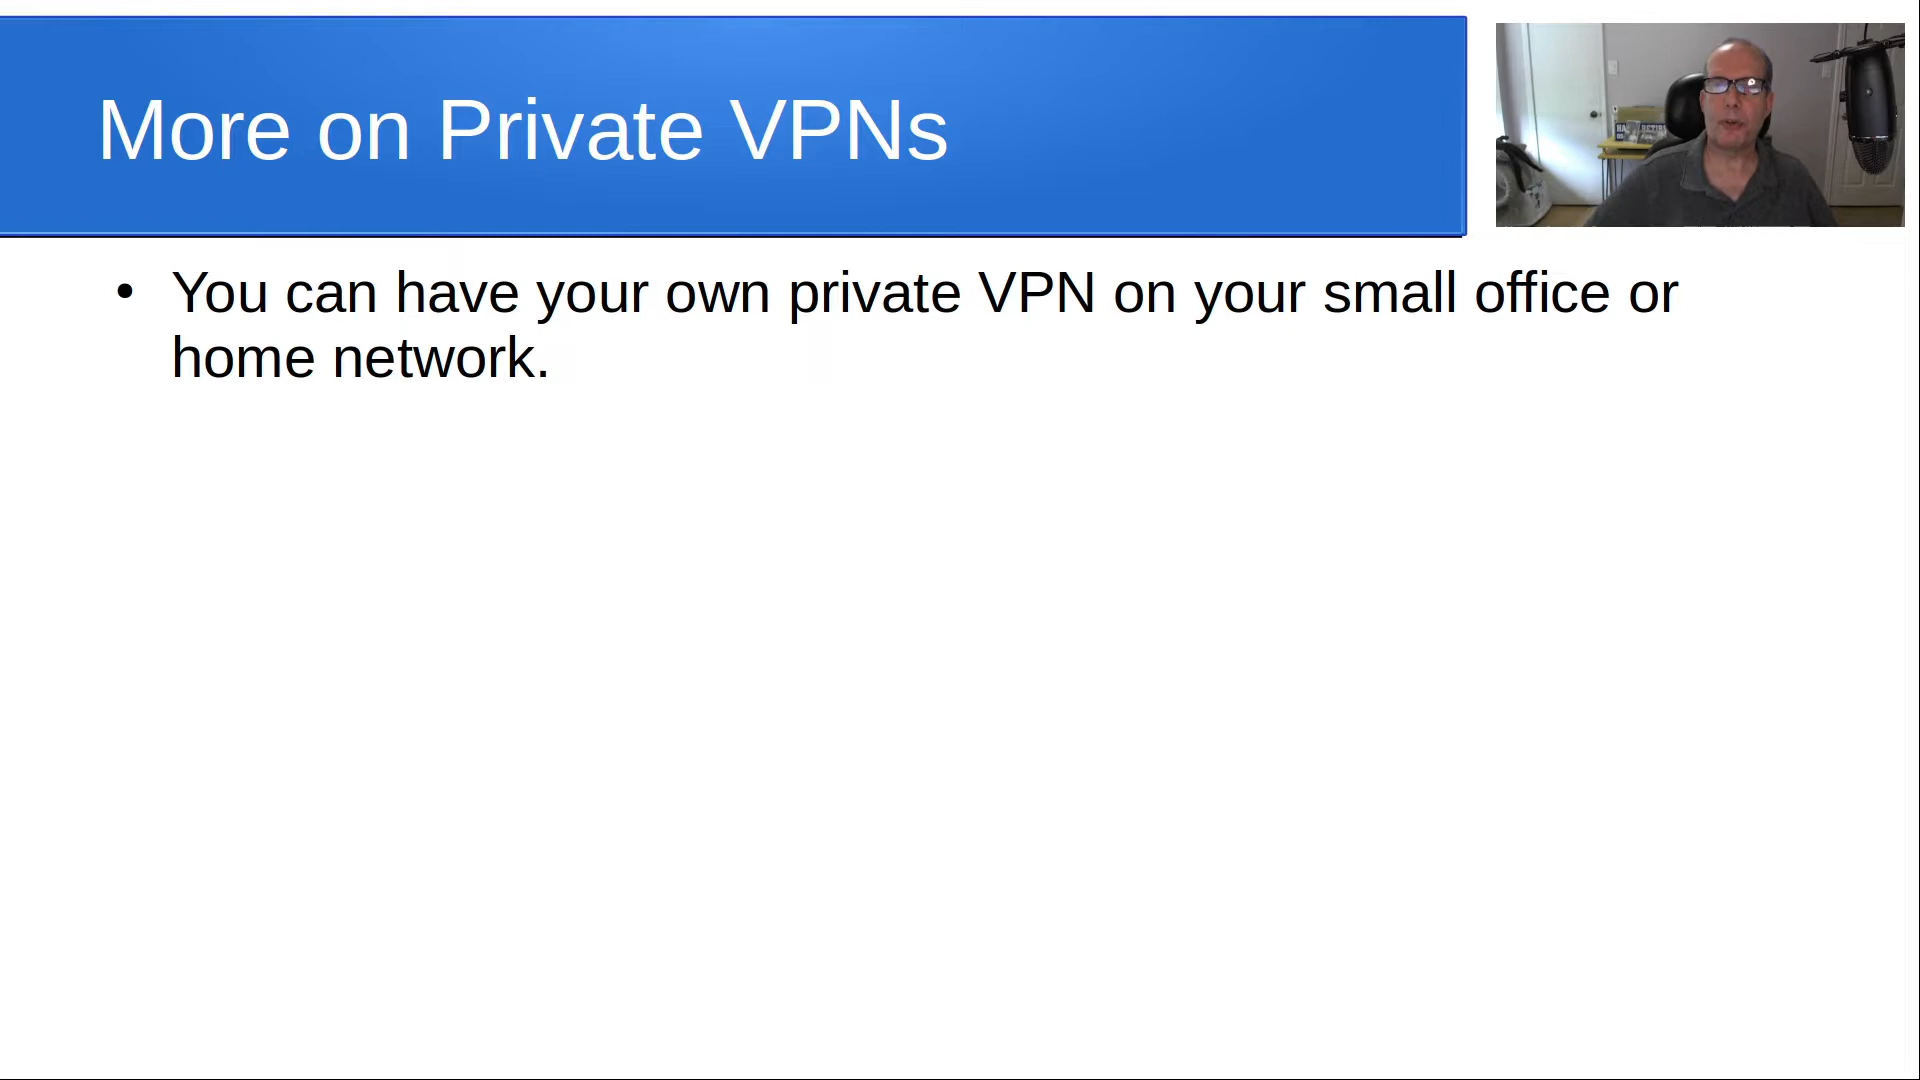 More on Private VPNs
• You can have your own private VPN on your small office or
home network.